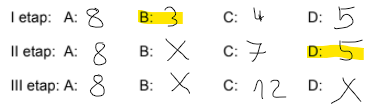 I etap: A: 8 B: 3 C: 4 D: 5
II etap: A: 8 B: X C: 7 D: 5
III etap: A: 8 B: X C: 12 D: X